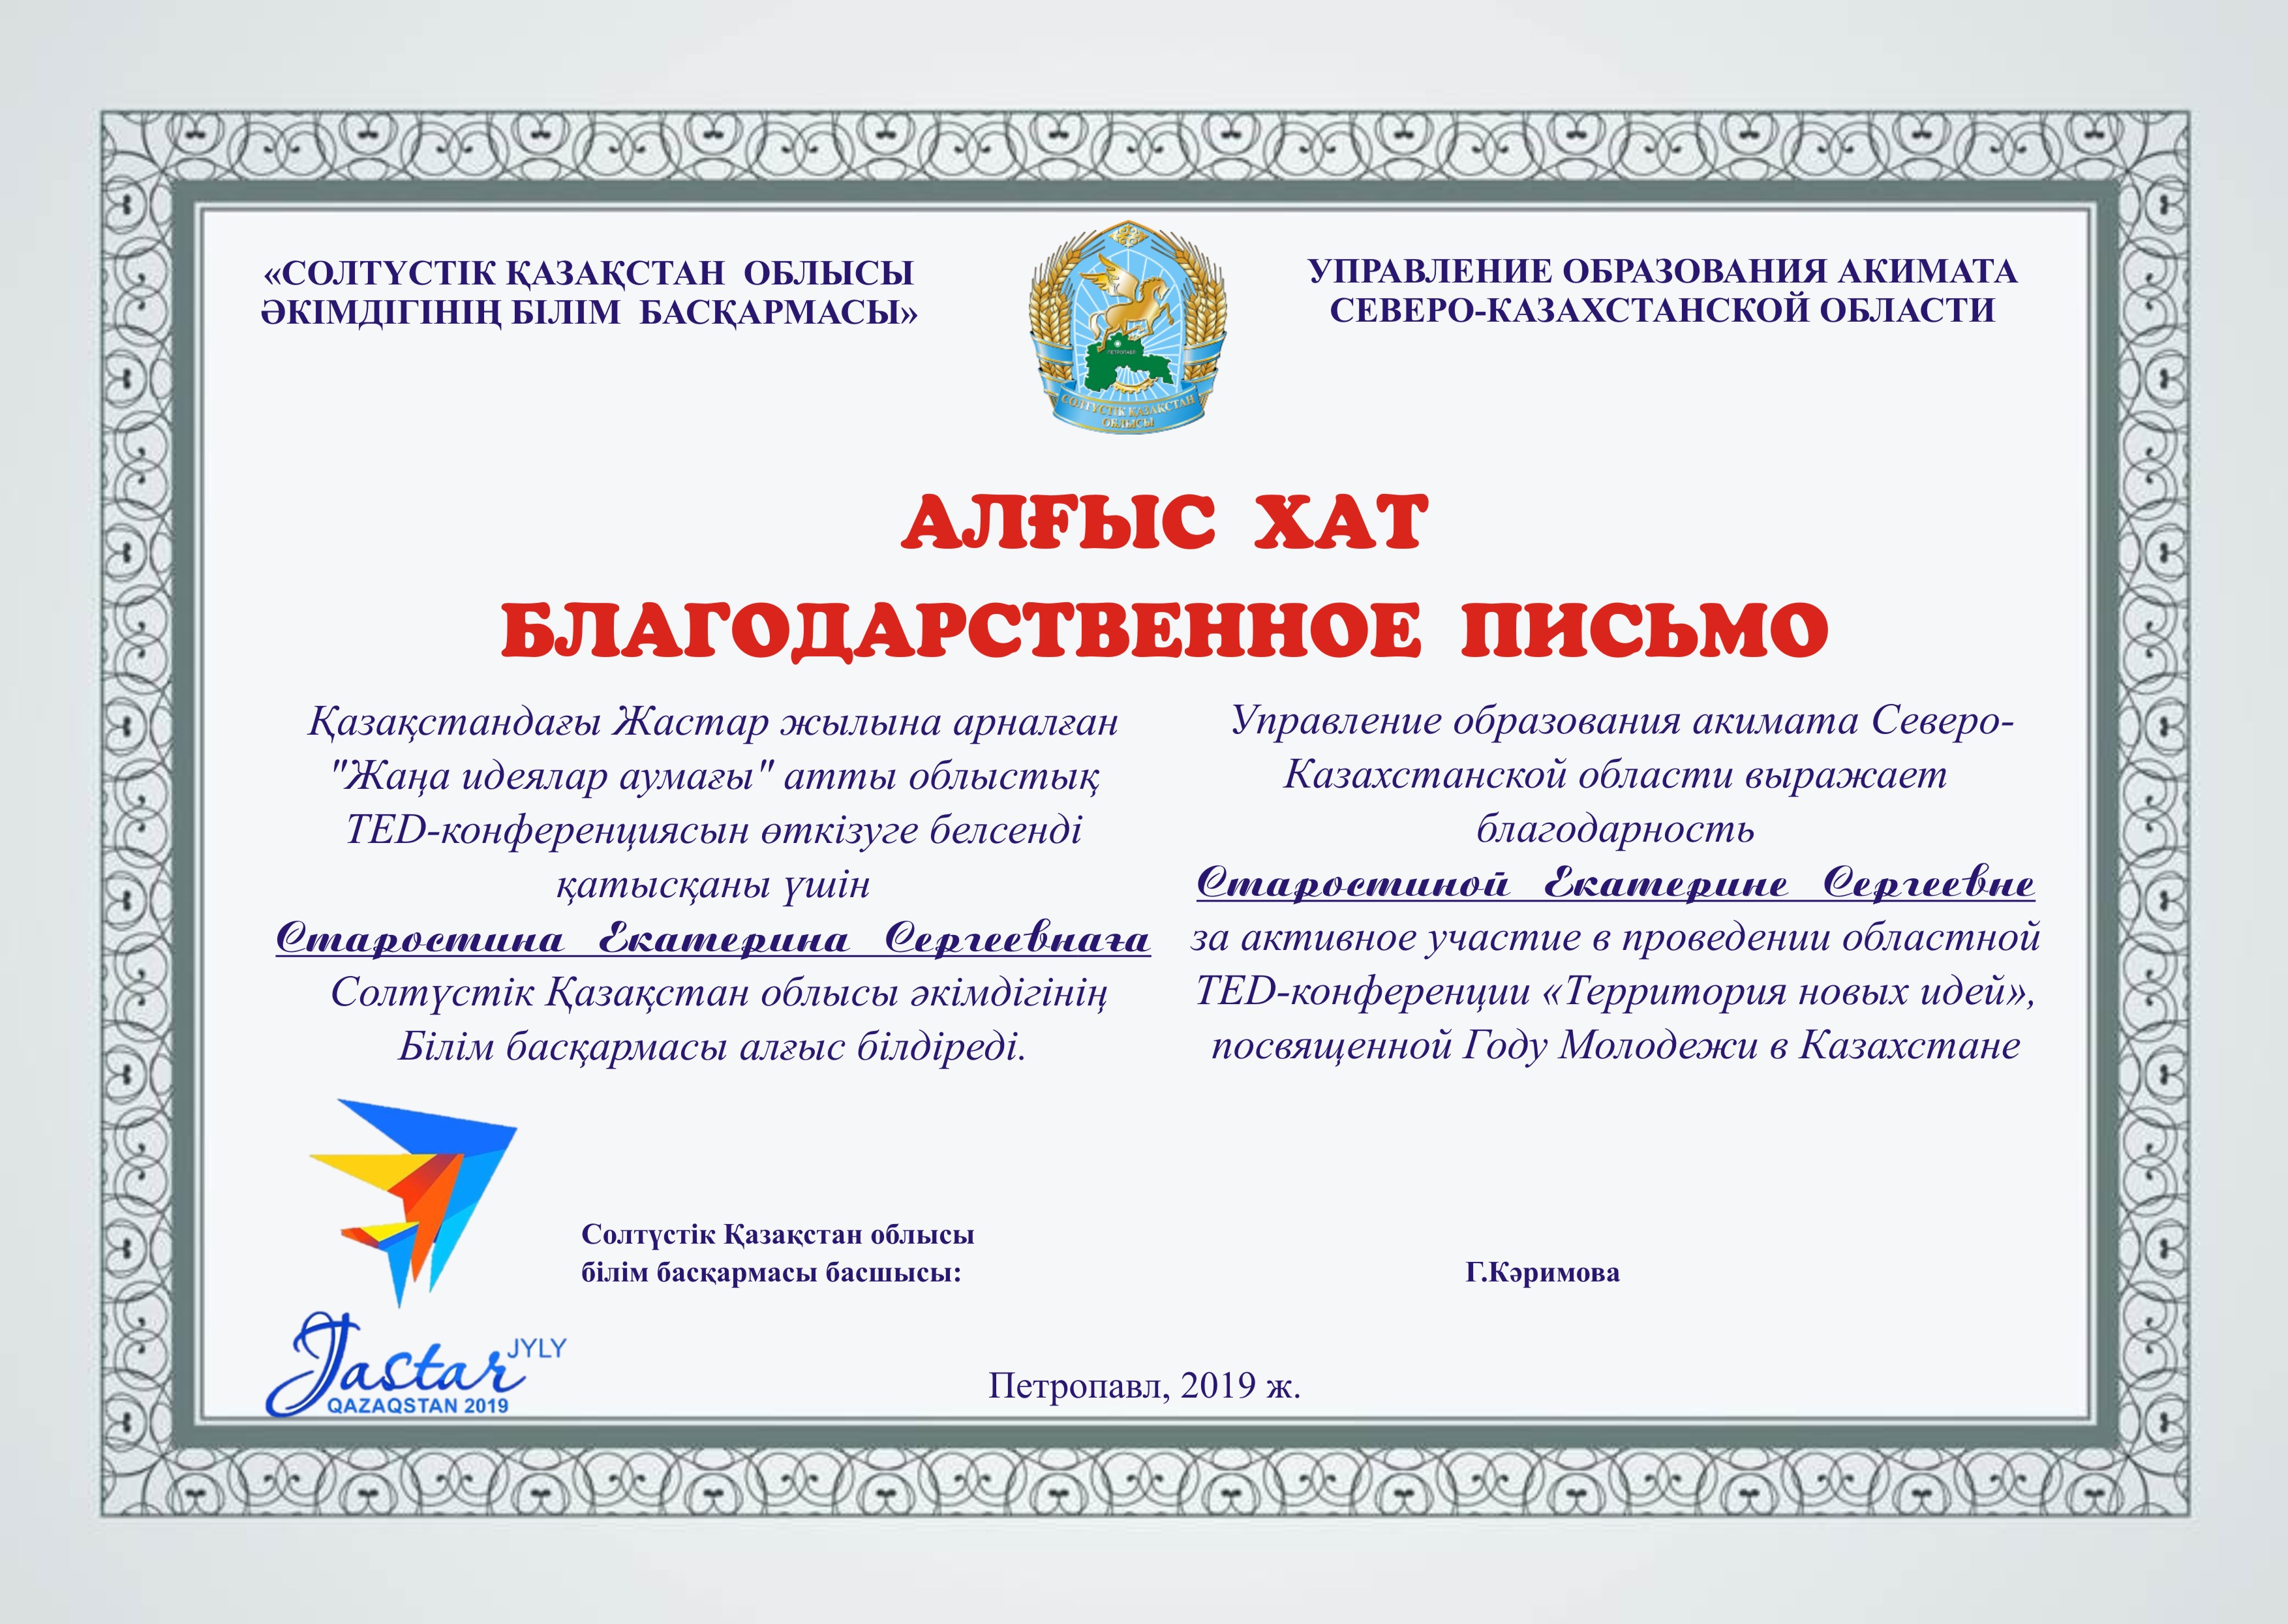 «СОЛТҮСТІК ҚАЗАҚСТАН ОБЛЫСЫ
ӘКІМДІГІНІҢ БІЛІМ БАСҚАРМАСЫ»
ПЕТРОПАВЛ
СОЛТҮСТІК ҚАЗАҚСТАН
ОБЛЫСЫ
УПРАВЛЕНИЕ ОБРАЗОВАНИЯ АКИМАТА
СЕВЕРО-КАЗАХСТАНСКОЙ ОБЛАСТИ
АЛҒЫС ХАТ
БЛАГОДАРСТВЕННОЕ ПИСЬМО
Қазақстандағы Жастар жылына арналған
"Жаңа идеялар аумағы" атты облыстық
TED-конференциясын өткізуге белсенді
қатысқаны үшін
Старостина Екатерина Сергеевнаға
Солтүстік Қазақстан облысы әкімдігінің
Білім басқармасы алғыс білдіреді.
Управление образования акимата Северо-
Казахстанской области выражает
благодарность
Старостиной Екатерине Сергеевне
за активное участие в проведении областной
TED-конференции «Территория новых идей»,
посвященной Году Молодежи в Казахстане
Солтүстік Қазақстан облысы
білім басқармасы басшысы:
Г.Кәримова
Jastar JYLY
QAZAQSTAN 2019
Петропавл, 2019 ж.